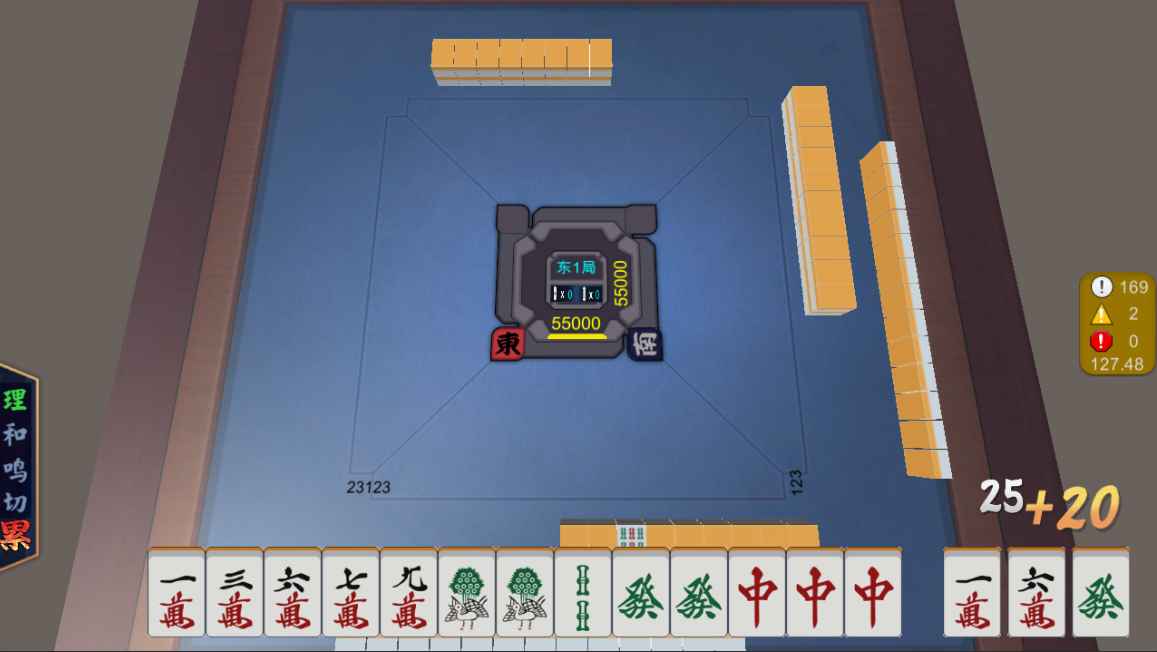 东1局
x0 x0
55000
55000
東
南
169
2
0
127.48
理
和
鸣
切
累
23123
123
25+20
一萬 三萬 六萬 七萬 九萬 發 發 中 中 中 一萬 六萬 發